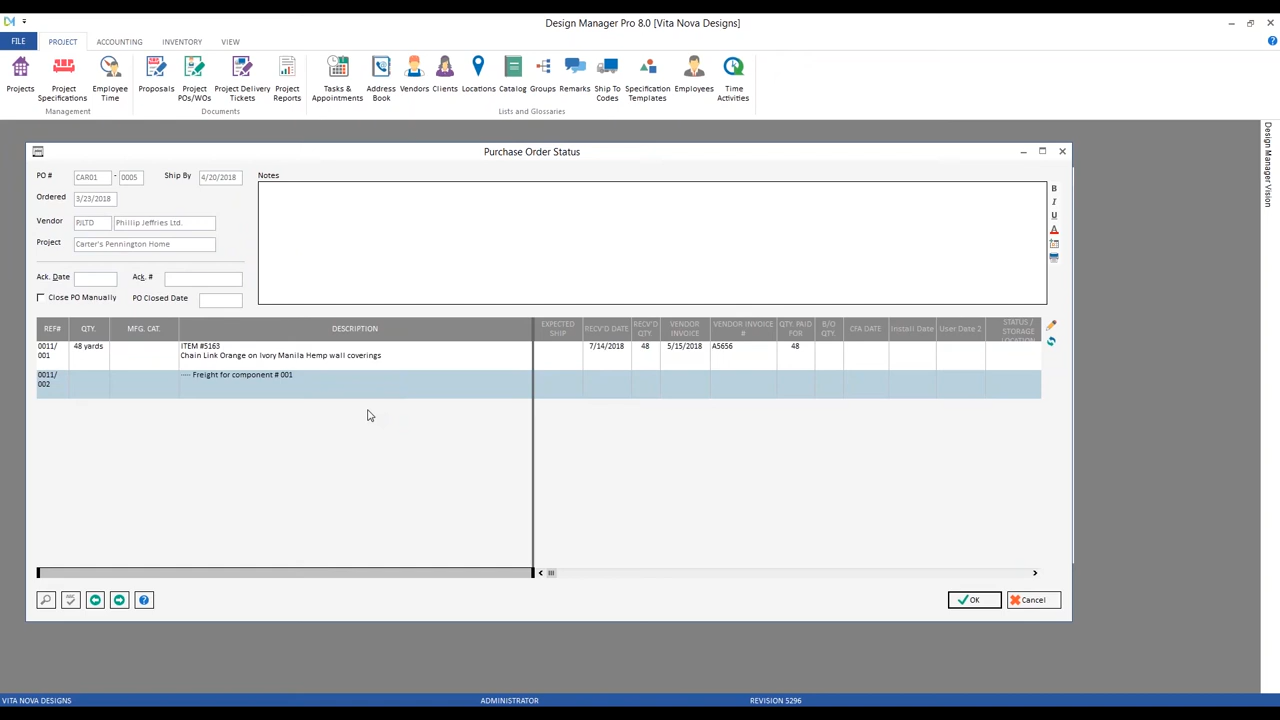 Design Manager Pro 8.0 [Vita Nova Designs]
FILE PROJECT ACCOUNTING INVENTORY VIEW
Projects
Project Specifications
Employee Time
Proposals
Project POs/WOs
Project Delivery Tickets
Project Reports
Tasks & Appointments
Address Book
Vendors
Clients
Locations
Catalog
Groups
Remarks
Ship To Codes
Specification Templates
Employees
Time Activities
Management
Documents
Lists and Glossaries
Design Manager Vision
Purchase Order Status
PO # CAR01 - 0005 Ship By 4/20/2018
Notes
Ordered 3/23/2018
Vendor PJLTD Phillip Jeffries Ltd.
Project Carter's Pennington Home
Ack. Date Ack. #
Close PO Manually PO Closed Date
B
I
U
A
REF# QTY. MFG. CAT. DESCRIPTION EXPECTED SHIP RECV'D DATE RECV'D QTY. VENDOR INVOICE VENDOR INVOICE # QTY. PAID FOR B/O QTY. CFA DATE Install Date User Date 2 STATUS / STORAGE LOCATION
0011/ 48 yards ITEM #5163 7/14/2018 48 5/15/2018 A5656 48
001 Chain Link Orange on Ivory Manila Hemp wall coverings
0011/ ----- Freight for component # 001
002
OK Cancel
VITA NOVA DESIGNS ADMINISTRATOR REVISION 5296